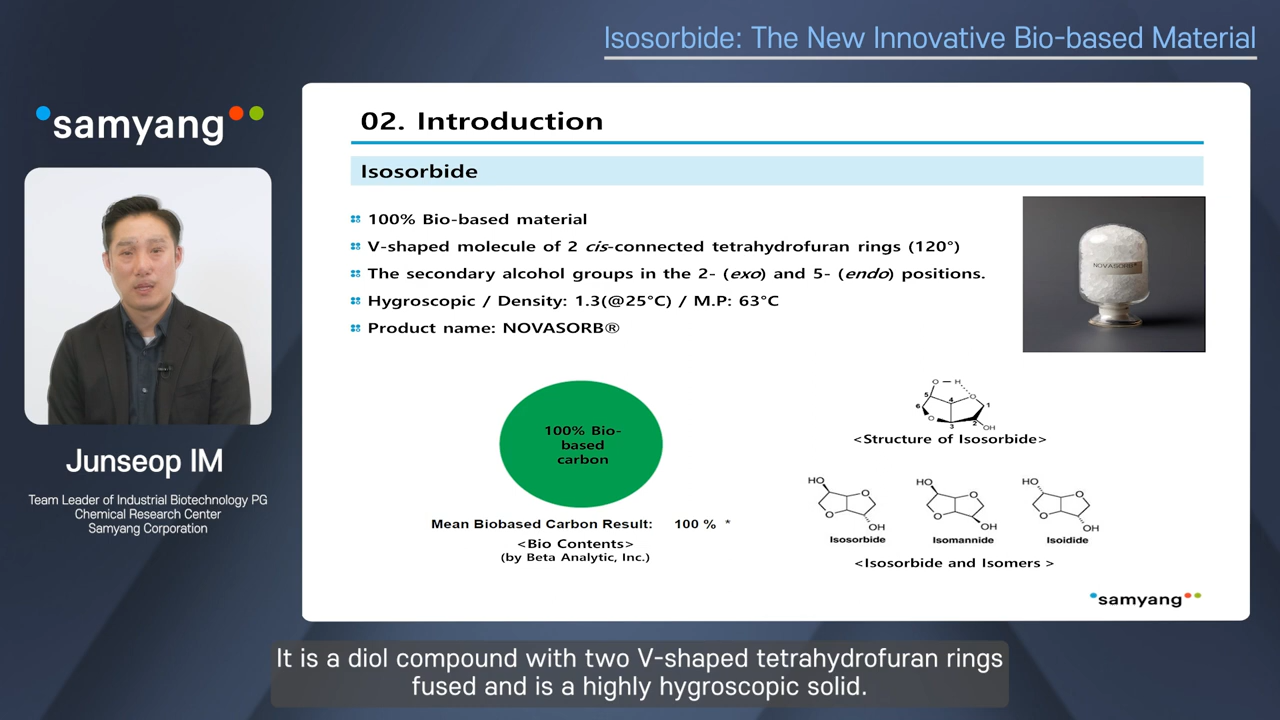 Isosorbide: The New Innovative Bio-based Material
samyang
02. Introduction
Isosorbide
100% Bio-based material
V-shaped molecule of 2 cis-connected tetrahydrofuran rings (120°)
The secondary alcohol groups in the 2- (exo) and 5- (endo) positions.
Hygroscopic / Density: 1.3(@25°C) / M.P: 63°C
Product name: NOVASORB®
NOVASORB®
100% Bio-
based
carbon
Mean Biobased Carbon Result: 100 % *
<Bio Contents>
(by Beta Analytic, Inc.)
O H
5 4 O 1
6 O 3 2 OH
<Structure of Isosorbide>
HO O O OH
Isosorbide
HO O O OH
Isomannide
HO O O OH
Isoidide
<Isosorbide and Isomers >
samyang
Junseop IM
Team Leader of Industrial Biotechnology PG
Chemical Research Center
Samyang Corporation
It is a diol compound with two V-shaped tetrahydrofuran rings
fused and is a highly hygroscopic solid.